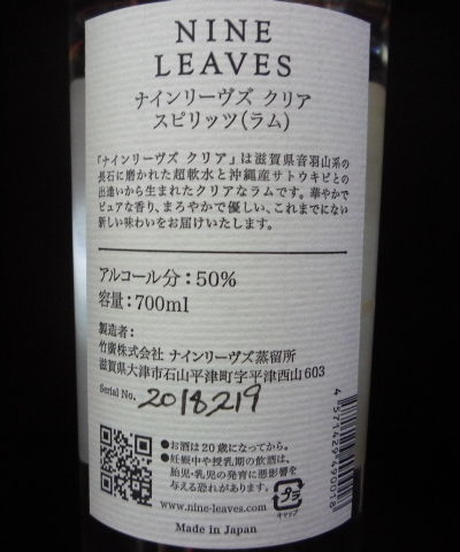 NINE
LEAVES
ナインリーヴズ クリア
スピリッツ(ラム)
『ナインリーヴズ クリア』は滋賀県音羽山系の
長石に磨かれた超軟水と沖縄産サトウキビとの
出逢いから生まれたクリアなラムです。華やかで
ピュアな香り、まろやかで優しい、これまでにない
新しい味わいをお届けいたします。
アルコール分：50%
容量：700ml
製造者：
竹廣株式会社 ナインリーヴズ蒸留所
滋賀県大津市石山平津町字平津西山603
Serial No. 2018219
●お酒は20歳になってから。
●妊娠中や授乳期の飲酒は、
胎児・乳児の発育に悪影響を
与える恐れがあります。
プラ
キャップ
www.nine-leaves.com
Made in Japan
4571429490018